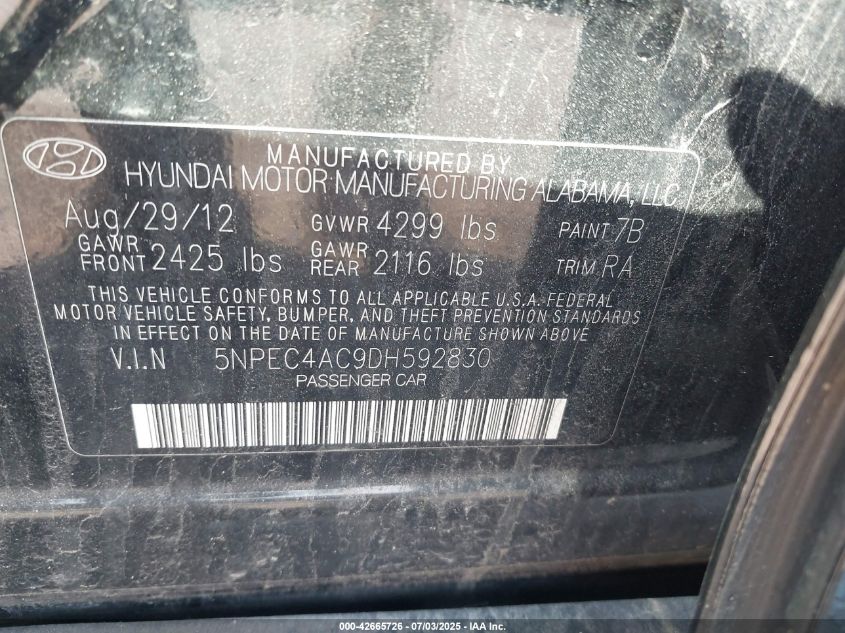 MANUFACTURED BY
HYUNDAI MOTOR MANUFACTURING ALABAMA, LLC
Aug/29/12 GVWR 4299 lbs PAINT 7B
GAWR FRONT 2425 lbs GAWR REAR 2116 lbs TRIM RA
THIS VEHICLE CONFORMS TO ALL APPLICABLE U.S.A. FEDERAL
MOTOR VEHICLE SAFETY, BUMPER, AND THEFT PREVENTION STANDARDS
IN EFFECT ON THE DATE OF MANUFACTURE SHOWN ABOVE
V.I.N 5NPEC4AC9DH592830
PASSENGER CAR
000-42665726 - 07/03/2025 - IAA Inc.